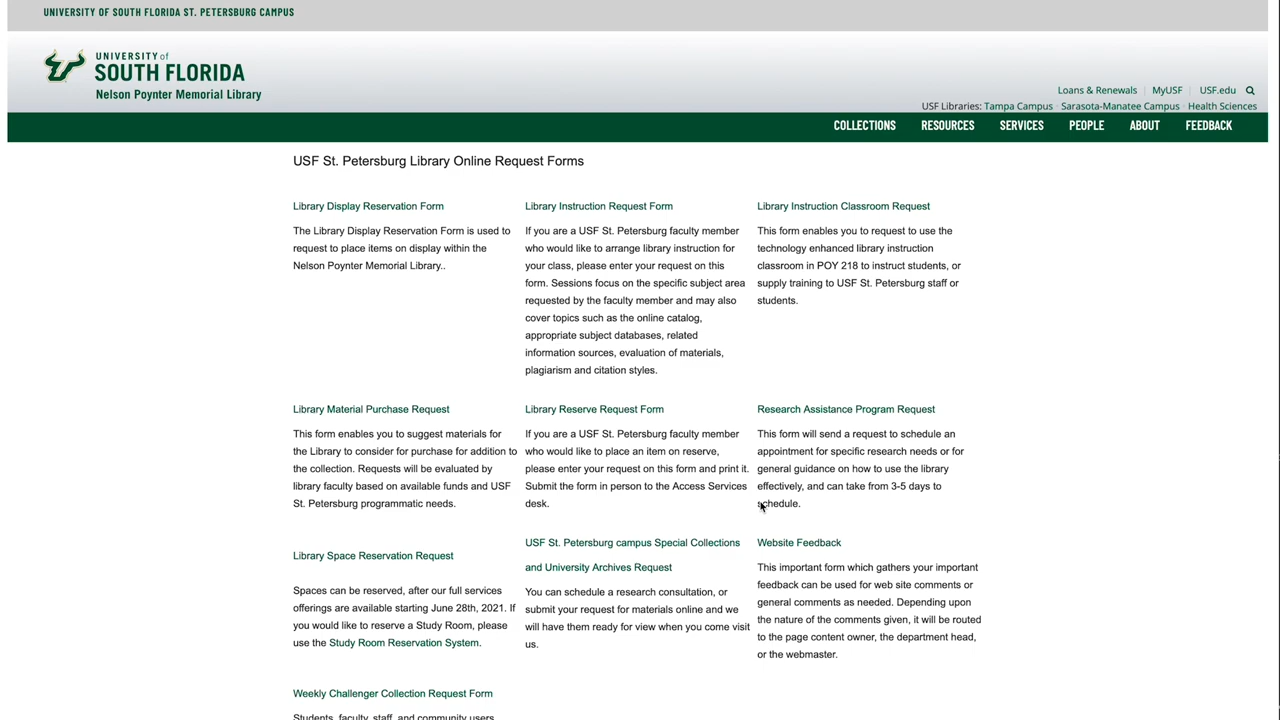 UNIVERSITY OF SOUTH FLORIDA ST. PETERSBURG CAMPUS
UNIVERSITY of
SOUTH FLORIDA
Nelson Poynter Memorial Library
Loans & Renewals
MyUSF
USF.edu
USF Libraries: Tampa Campus · Sarasota-Manatee Campus · Health Sciences
COLLECTIONS
RESOURCES
SERVICES
PEOPLE
ABOUT
FEEDBACK
USF St. Petersburg Library Online Request Forms
Library Display Reservation Form
The Library Display Reservation Form is used to
request to place items on display within the
Nelson Poynter Memorial Library..
Library Instruction Request Form
If you are a USF St. Petersburg faculty member
who would like to arrange library instruction for
your class, please enter your request on this
form. Sessions focus on the specific subject area
requested by the faculty member and may also
cover topics such as the online catalog,
appropriate subject databases, related
information sources, evaluation of materials,
plagiarism and citation styles.
Library Instruction Classroom Request
This form enables you to request to use the
technology enhanced library instruction
classroom in POY 218 to instruct students, or
supply training to USF St. Petersburg staff or
students.
Library Material Purchase Request
This form enables you to suggest materials for
the Library to consider for purchase for addition to
the collection. Requests will be evaluated by
library faculty based on available funds and USF
St. Petersburg programmatic needs.
Library Reserve Request Form
If you are a USF St. Petersburg faculty member
who would like to place an item on reserve,
please enter your request on this form and print it.
Submit the form in person to the Access Services
desk.
Research Assistance Program Request
This form will send a request to schedule an
appointment for specific research needs or for
general guidance on how to use the library
effectively, and can take from 3-5 days to
schedule.
Library Space Reservation Request
Spaces can be reserved, after our full services
offerings are available starting June 28th, 2021. If
you would like to reserve a Study Room, please
use the Study Room Reservation System.
USF St. Petersburg campus Special Collections
and University Archives Request
You can schedule a research consultation, or
submit your request for materials online and we
will have them ready for view when you come visit
us.
Website Feedback
This important form which gathers your important
feedback can be used for web site comments or
general comments as needed. Depending upon
the nature of the comments given, it will be routed
to the page content owner, the department head,
or the webmaster.
Weekly Challenger Collection Request Form
Students, faculty, staff, and community users